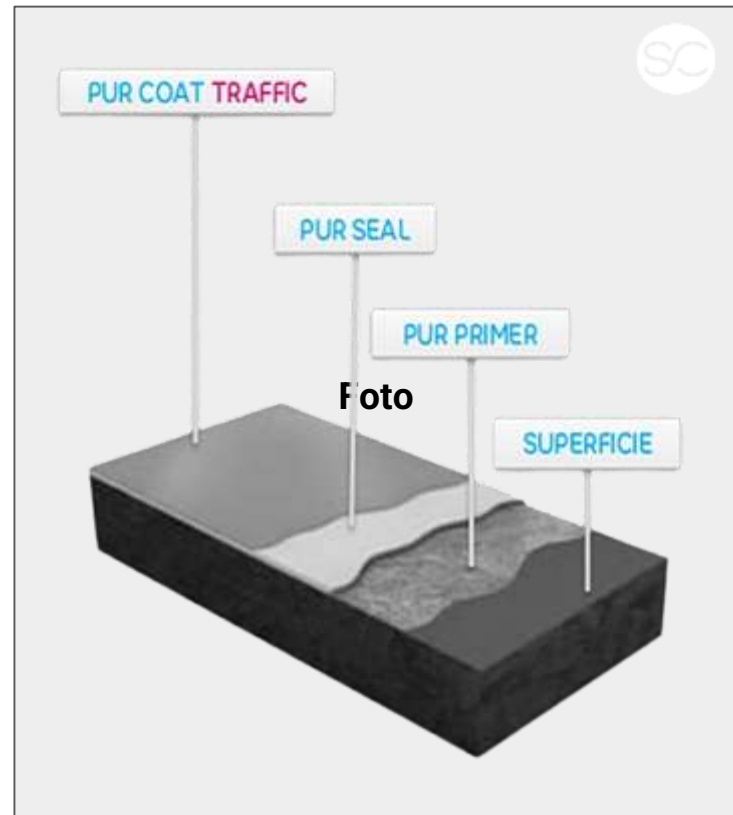 SC
PUR COAT TRAFFIC
PUR SEAL
PUR PRIMER
Foto
SUPERFICIE